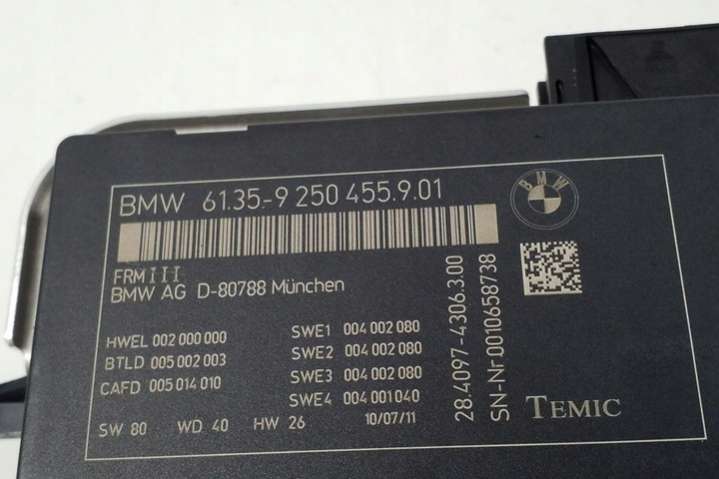 BMW 61.35-9 250 455.9.01
BMW
FRMIII
BMW AG D-80788 München
HWEL 002 000 000
BTLD 005 002 003
CAFD 005 014 010
SWE1 004 002 080
SWE2 004 002 080
SWE3 004 002 080
SWE4 004 001 040
SW 80 WD 40 HW 26 10/07/11
28.4097-4306.3.00
SN-Nr.0010658738
TEMIC